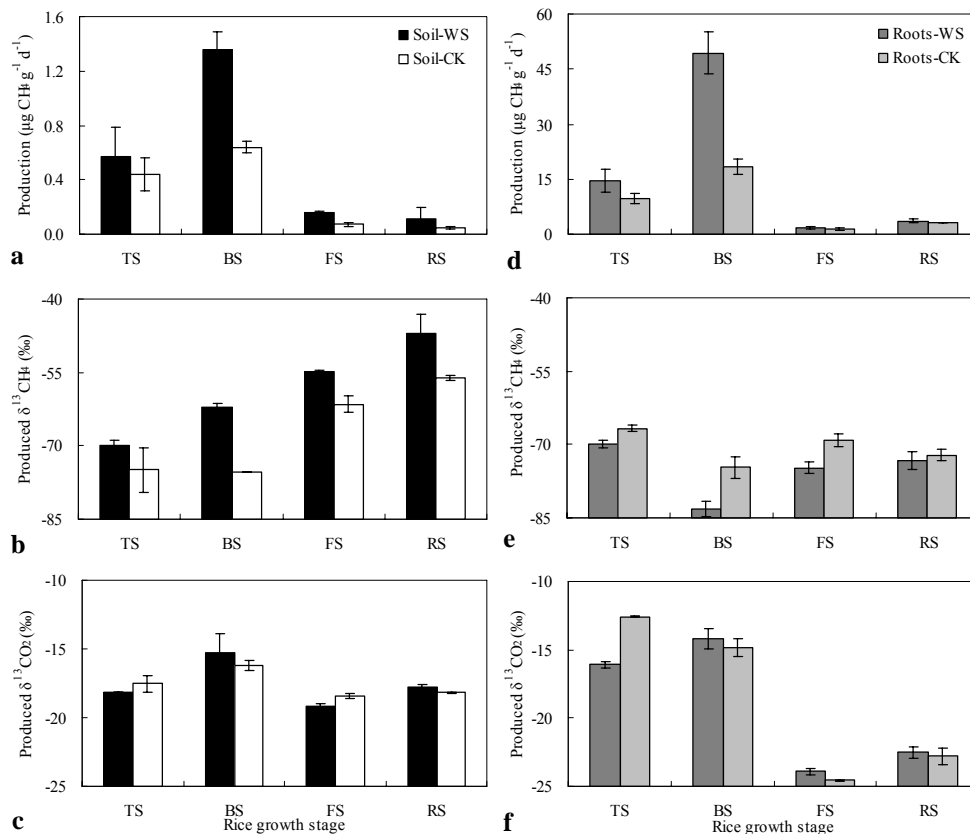 Production (µg CH4 g-1 d-1)
1.6
1.2
0.8
0.4
0.0
Soil-WS
Soil-CK
TS BS FS RS
a
Production (µg CH4 g-1 d-1)
60
45
30
15
0
Roots-WS
Roots-CK
TS BS FS RS
d
Produced δ13CH4 (‰)
-40
-55
-70
-85
TS BS FS RS
b
Produced δ13CH4 (‰)
-40
-55
-70
-85
TS BS FS RS
e
Produced δ13CO2 (‰)
-10
-15
-20
-25
TS BS FS RS
c
Rice growth stage
Produced δ13CO2 (‰)
-10
-15
-20
-25
TS BS FS RS
f
Rice growth stage